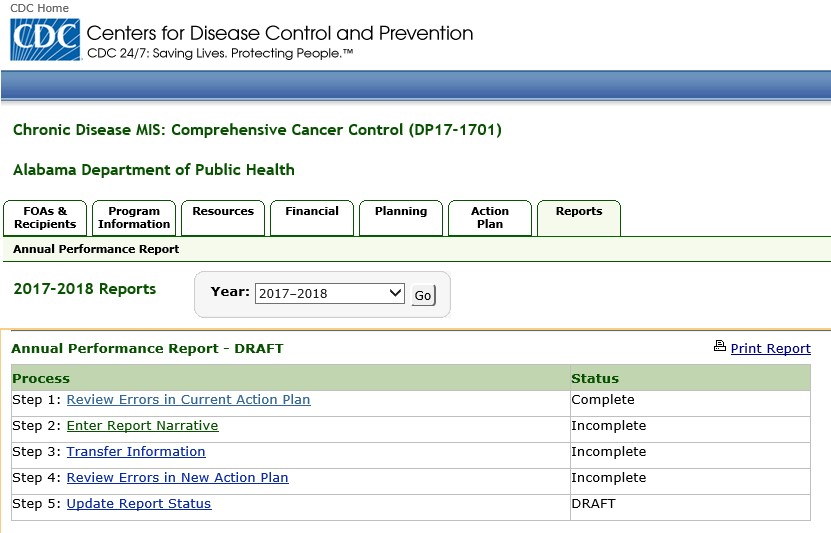 CDC Home
CDC Centers for Disease Control and Prevention
CDC 24/7: Saving Lives. Protecting People.™
Chronic Disease MIS: Comprehensive Cancer Control (DP17-1701)
Alabama Department of Public Health
FOAs & Recipients Program Information Resources Financial Planning Action Plan Reports
Annual Performance Report
2017-2018 Reports Year: 2017-2018 Go
Annual Performance Report - DRAFT Print Report
Process Status
Step 1: Review Errors in Current Action Plan Complete
Step 2: Enter Report Narrative Incomplete
Step 3: Transfer Information Incomplete
Step 4: Review Errors in New Action Plan Incomplete
Step 5: Update Report Status DRAFT